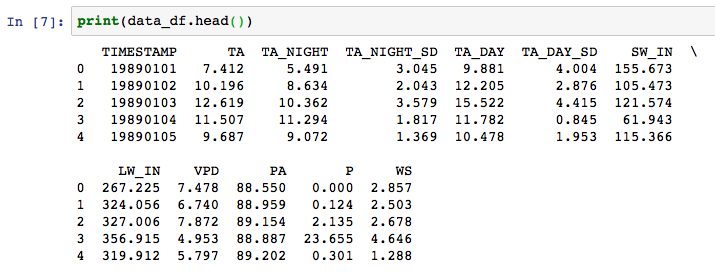 In [7]: print(data_df.head())
TIMESTAMP TA TA_NIGHT TA_NIGHT_SD TA_DAY TA_DAY_SD SW_IN \
0 19890101 7.412 5.491 3.045 9.881 4.004 155.673
1 19890102 10.196 8.634 2.043 12.205 2.876 105.473
2 19890103 12.619 10.362 3.579 15.522 4.415 121.574
3 19890104 11.507 11.294 1.817 11.782 0.845 61.943
4 19890105 9.687 9.072 1.369 10.478 1.953 115.366
LW_IN VPD PA P WS
0 267.225 7.478 88.550 0.000 2.857
1 324.056 6.740 88.959 0.124 2.503
2 327.006 7.872 89.154 2.135 2.678
3 356.915 4.953 88.887 23.655 4.646
4 319.912 5.797 89.202 0.301 1.288